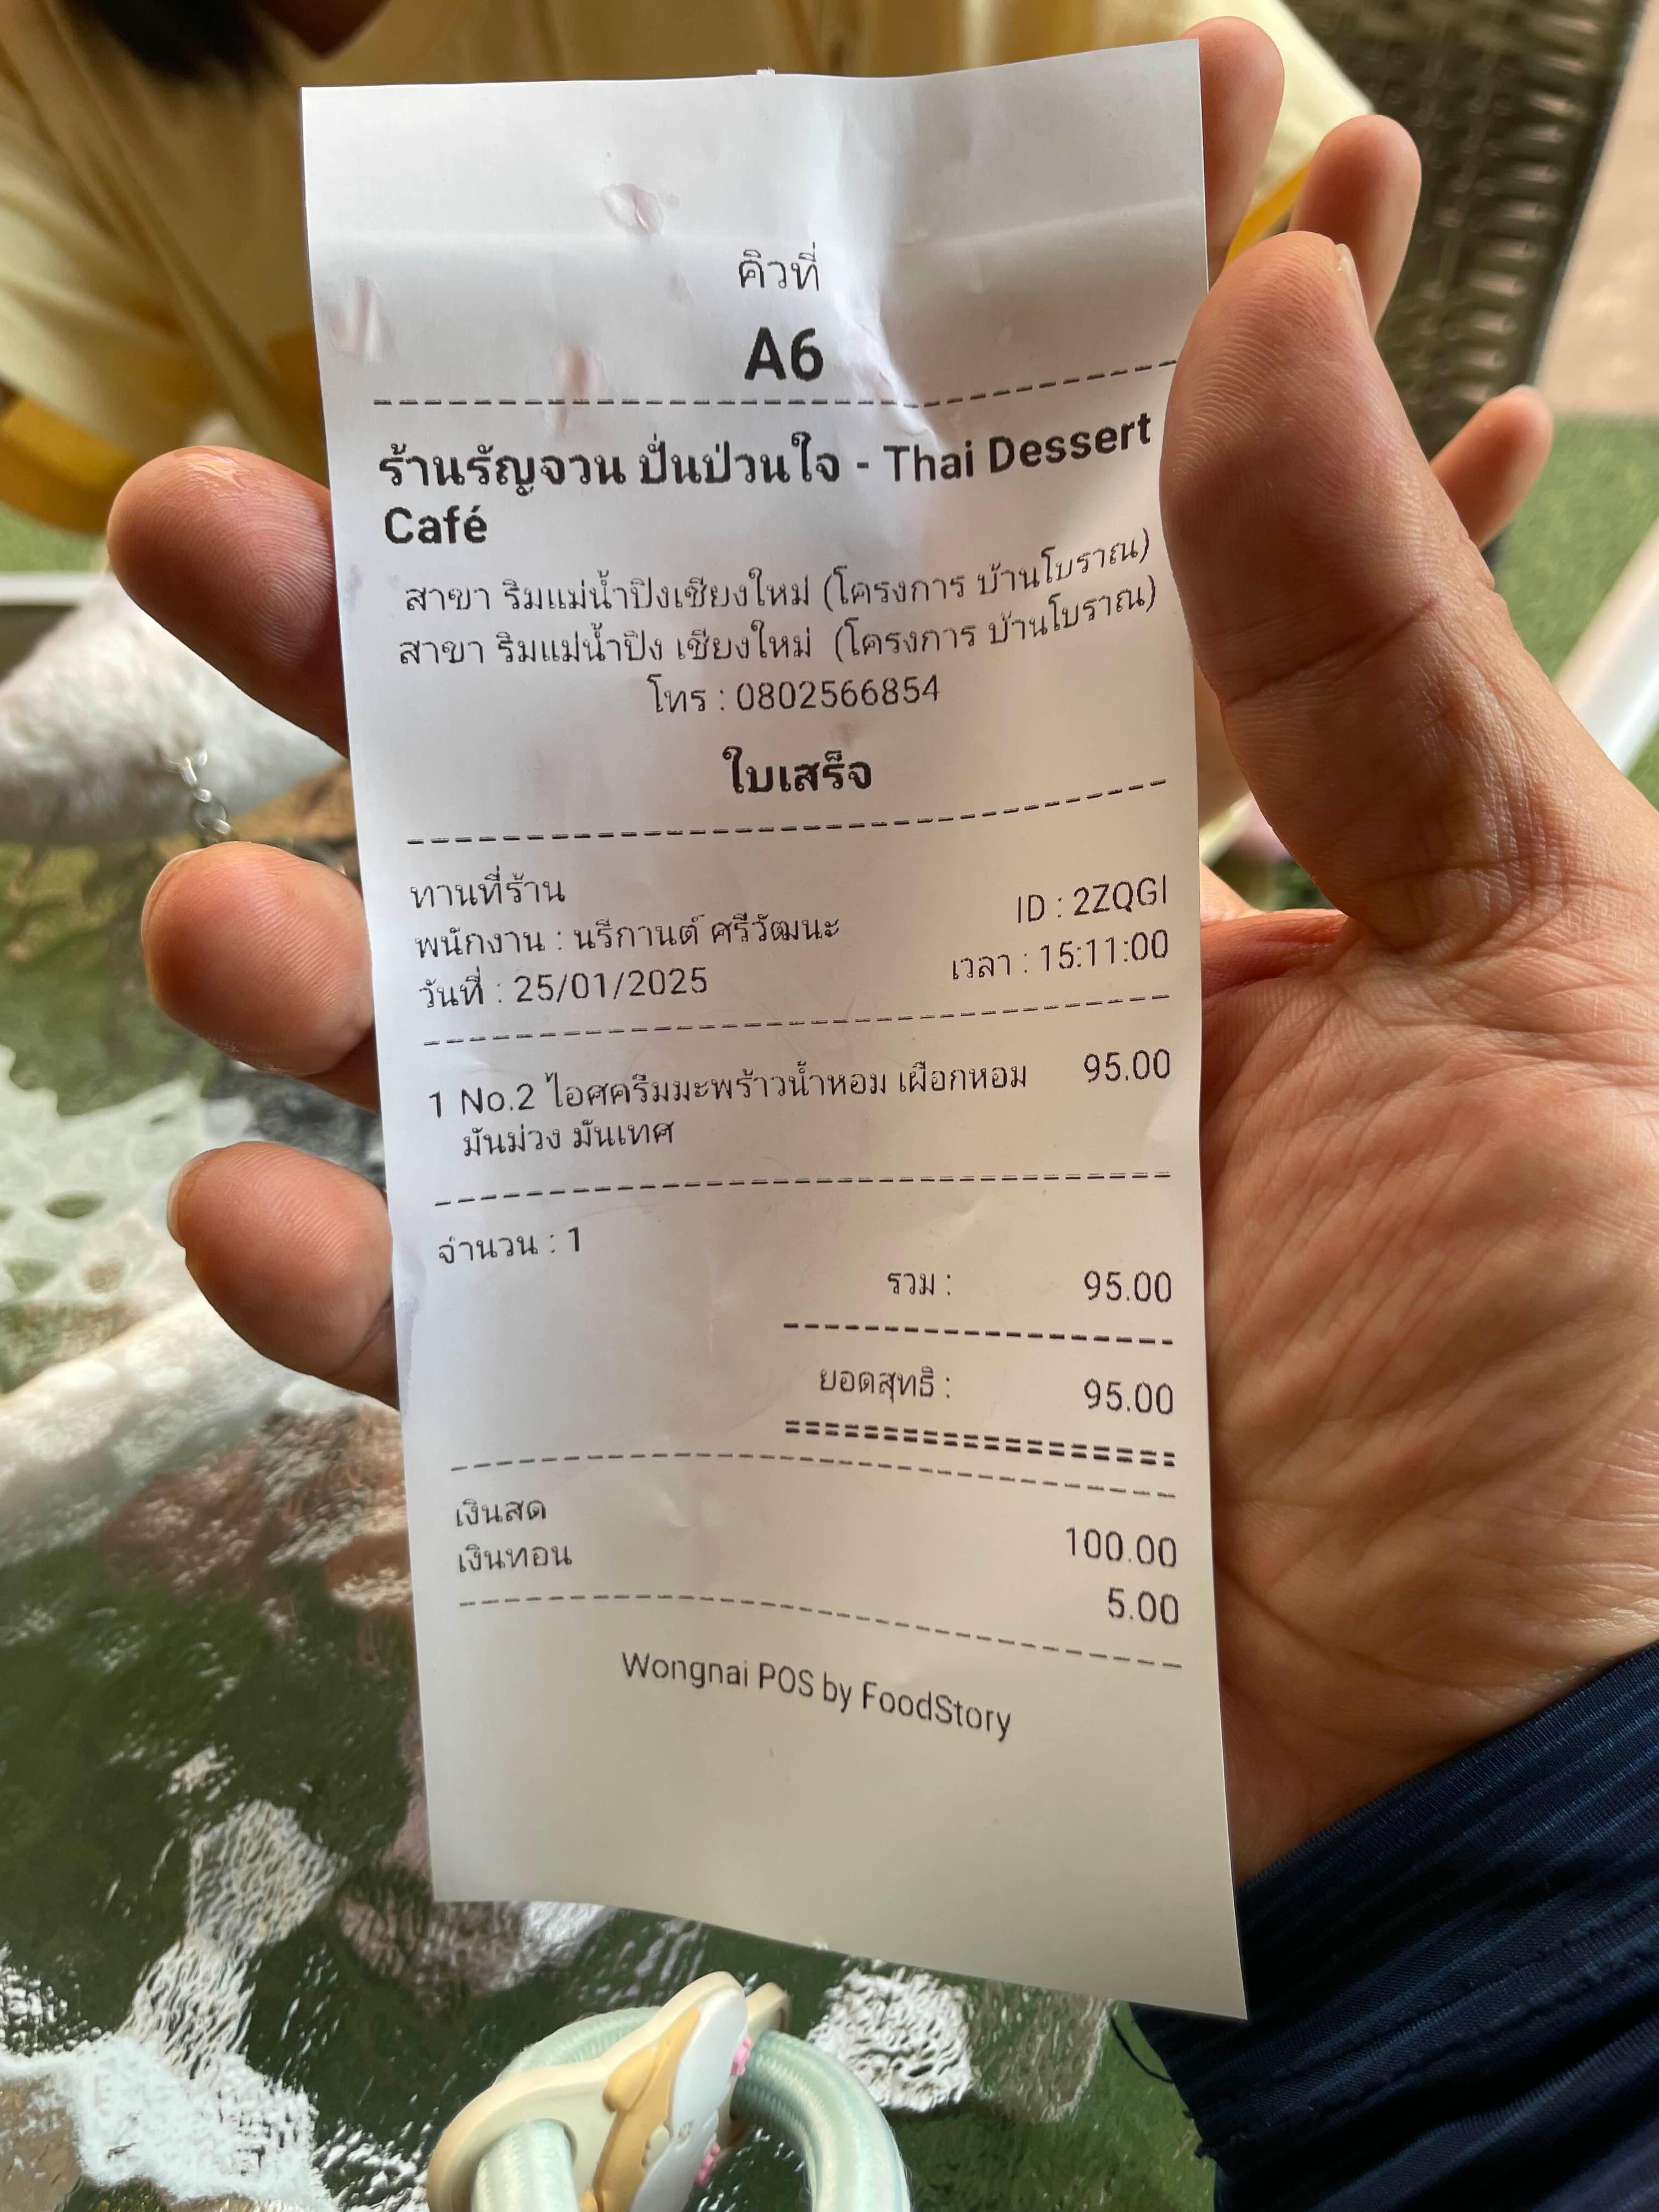 คิวที่
A6
ร้านรัญจวน ปั่นป่วนใจ - Thai Dessert
Café
สาขา ริมแม่น้ำปิงเชียงใหม่ (โครงการ บ้านโบราณ)
สาขา ริมแม่น้ำปิง เชียงใหม่ (โครงการ บ้านโบราณ)
โทร : 0802566854
ใบเสร็จ
ทานที่ร้าน
ID : 2ZQGI
พนักงาน : นรีกานต์ ศรีวัฒนะ
วันที่ : 25/01/2025 เวลา : 15:11:00
1 No.2 ไอศครีมมะพร้าวน้ำหอม เผือกหอม 95.00
มันม่วง มันเทศ
จำนวน : 1
รวม : 95.00
ยอดสุทธิ : 95.00
เงินสด 100.00
เงินทอน 5.00
Wongnai POS by FoodStory